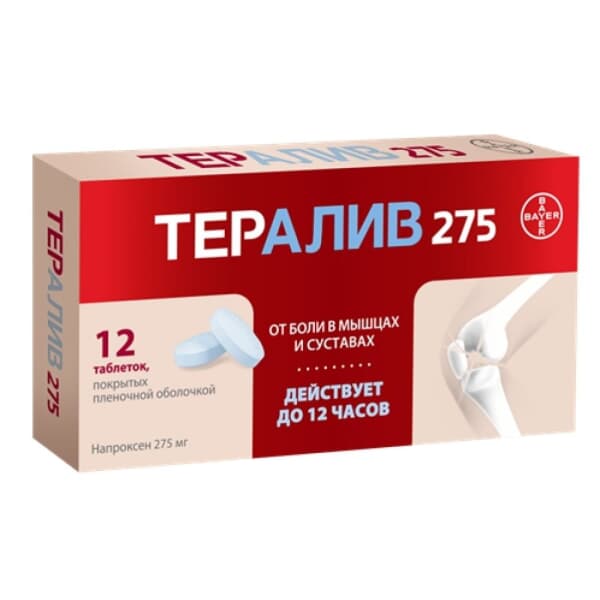 ТЕРАЛИВ 275
ТЕРАЛИВ 275
ТЕРАЛИВ 275
BAYER
BAYER
12
таблеток,
покрытых
пленочной оболочкой
Напроксен 275 мг
ОТ БОЛИ В МЫШЦАХ
И СУСТАВАХ
ДЕЙСТВУЕТ
ДО 12 ЧАСОВ